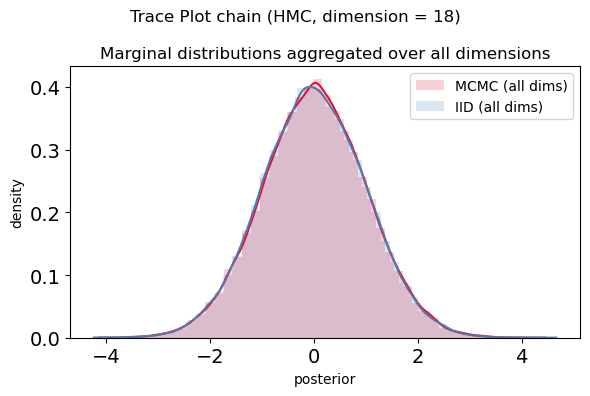 Trace Plot chain (HMC, dimension = 18)
Marginal distributions aggregated over all dimensions
MCMC (all dims)
IID (all dims)
density
0.4
0.3
0.2
0.1
0.0
−4
−2
0
2
4
posterior